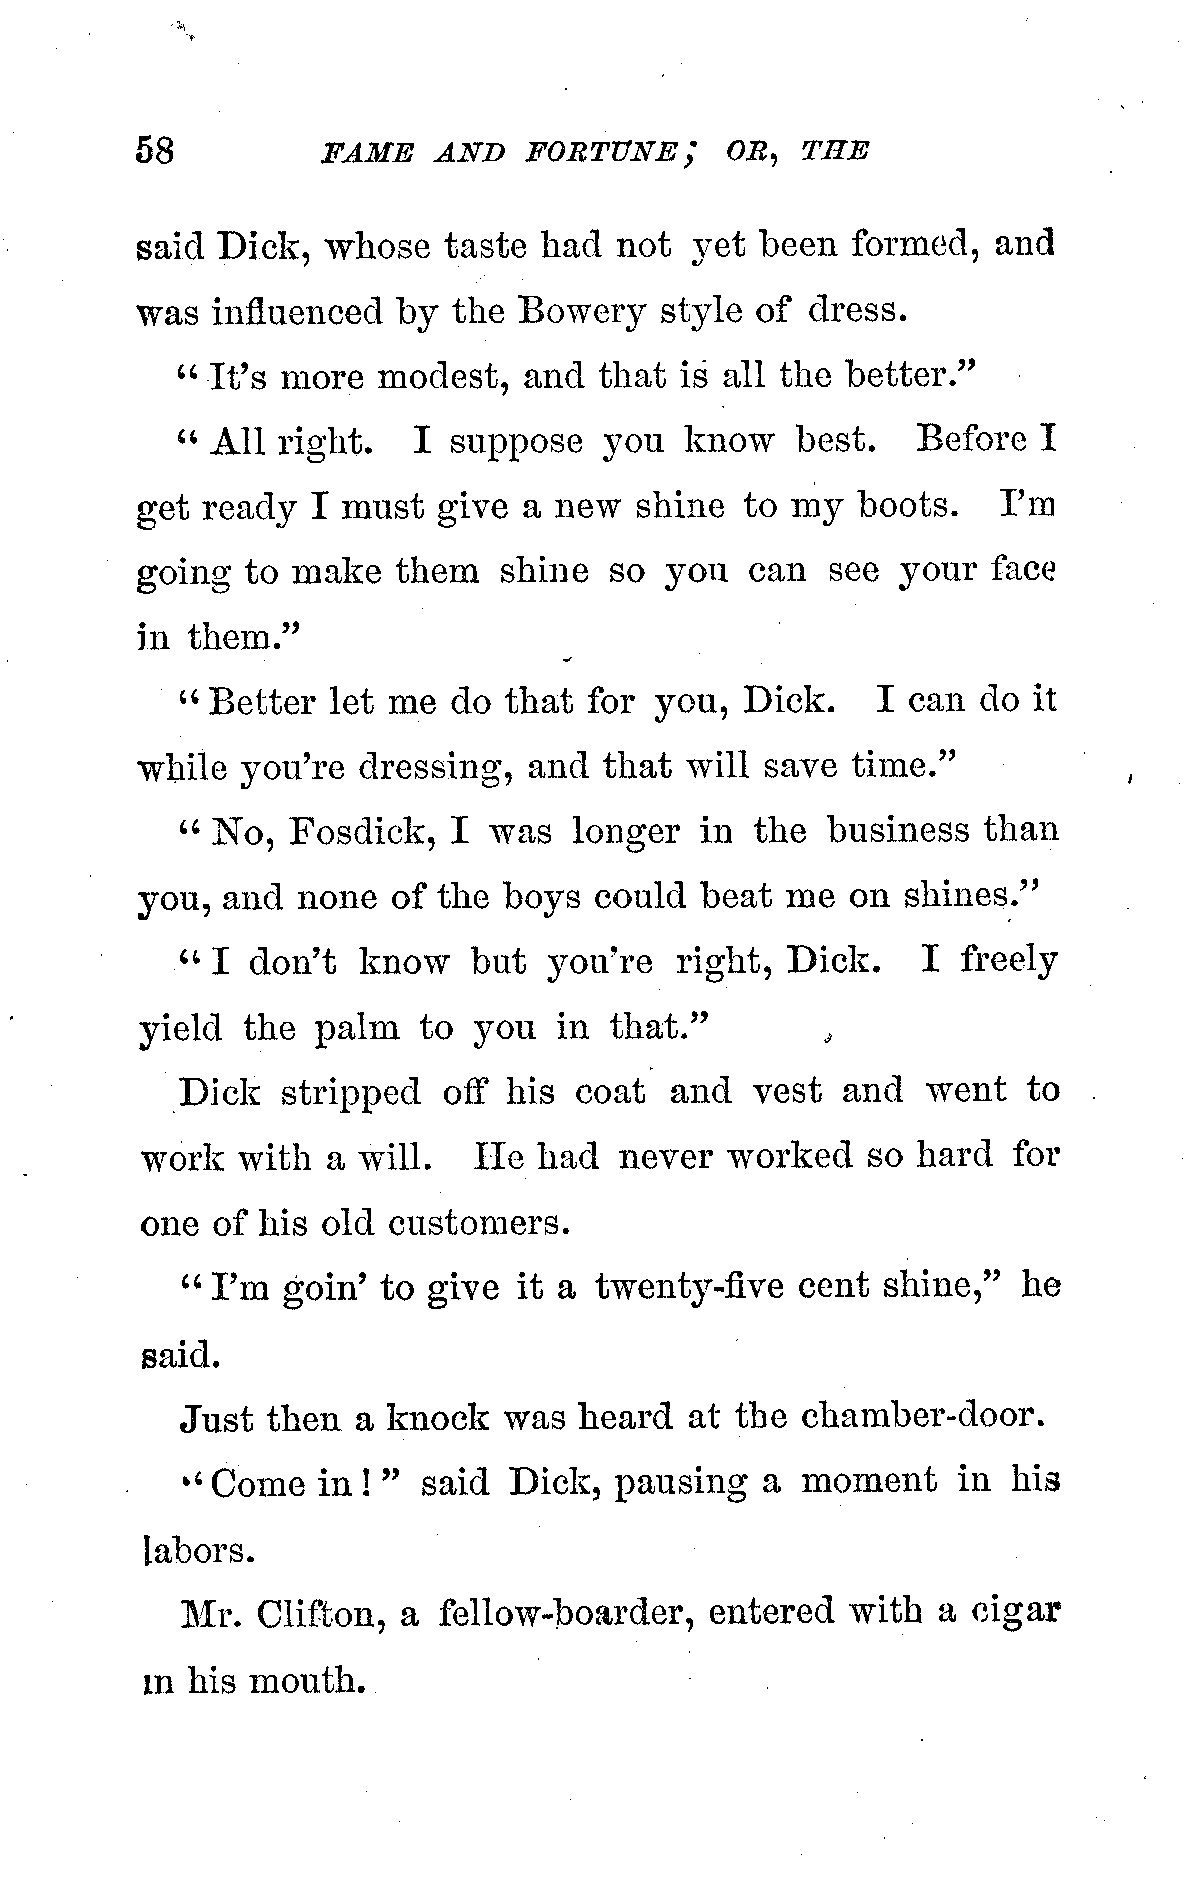 58 FAME AND FORTUNE; OR, THE
said Dick, whose taste had not yet been formed, and
was influenced by the Bowery style of dress.
"It's more modest, and that is all the better."
"All right. I suppose you know best. Before I
get ready I must give a new shine to my boots. I'm
going to make them shine so you can see your face
in them."
"Better let me do that for you, Dick. I can do it
while you're dressing, and that will save time."
"No, Fosdick, I was longer in the business than
you, and none of the boys could beat me on shines."
"I don't know but you're right, Dick. I freely
yield the palm to you in that."
Dick stripped off his coat and vest and went to
work with a will. He had never worked so hard for
one of his old customers.
"I'm goin' to give it a twenty-five cent shine," he
said.
Just then a knock was heard at the chamber-door.
"Come in!" said Dick, pausing a moment in his
labors.
Mr. Clifton, a fellow-boarder, entered with a cigar
in his mouth.